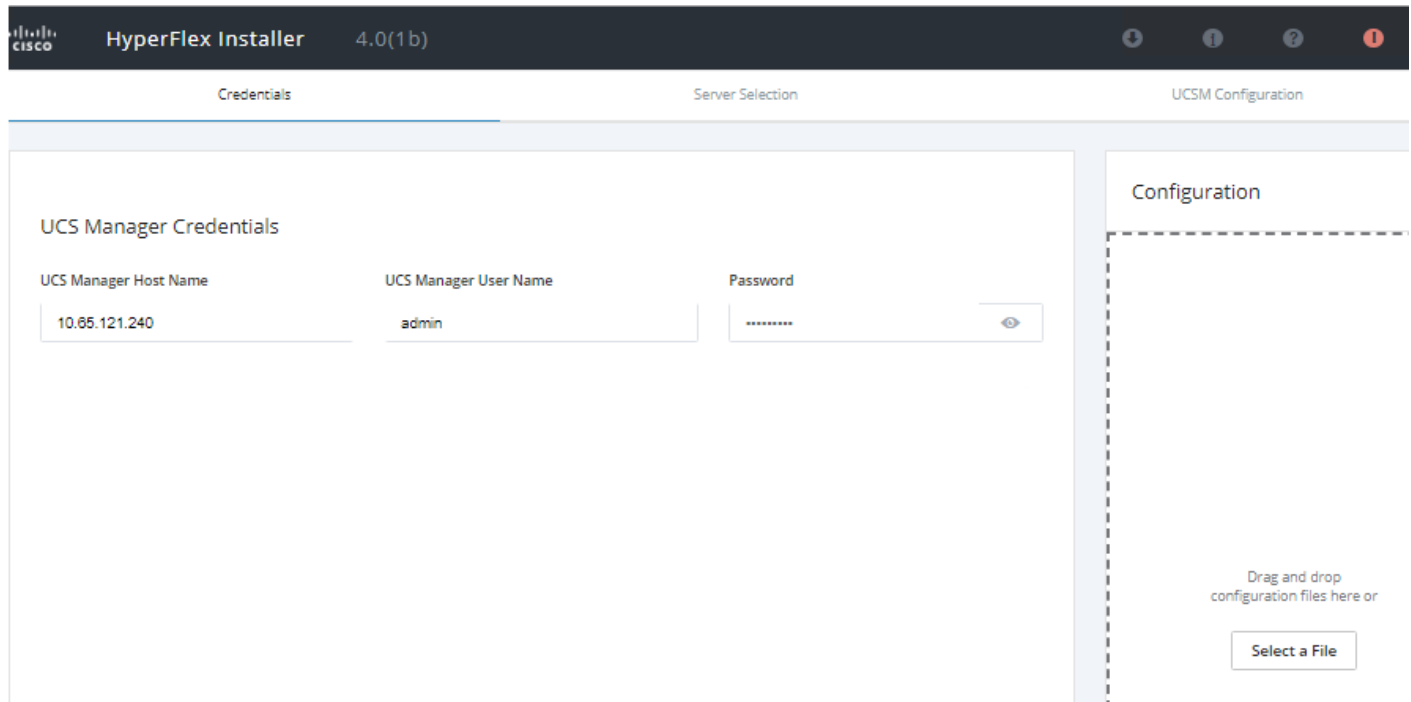 cisco HyperFlex Installer 4.0(1b)
Credentials Server Selection UCSM Configuration
Configuration
UCS Manager Credentials
UCS Manager Host Name UCS Manager User Name Password
10.65.121.240 admin •••••••••
Drag and drop
configuration files here or
Select a File